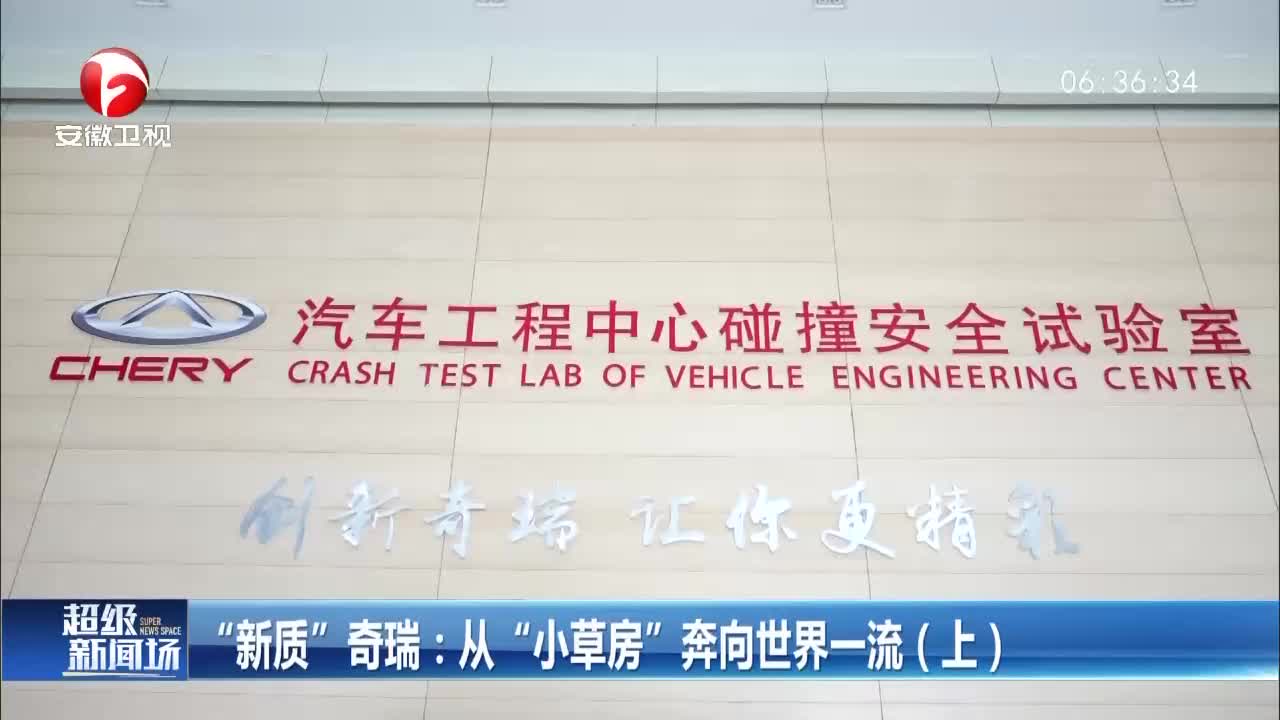 安徽卫视
06:36:34
汽车工程中心碰撞安全试验室
CHERY
CRASH TEST LAB OF VEHICLE ENGINEERING CENTER
创新奇瑞 让你更精彩
超级新闻场
SUPER NEWS SPACE
“新质”奇瑞：从“小草房”奔向世界一流（上）